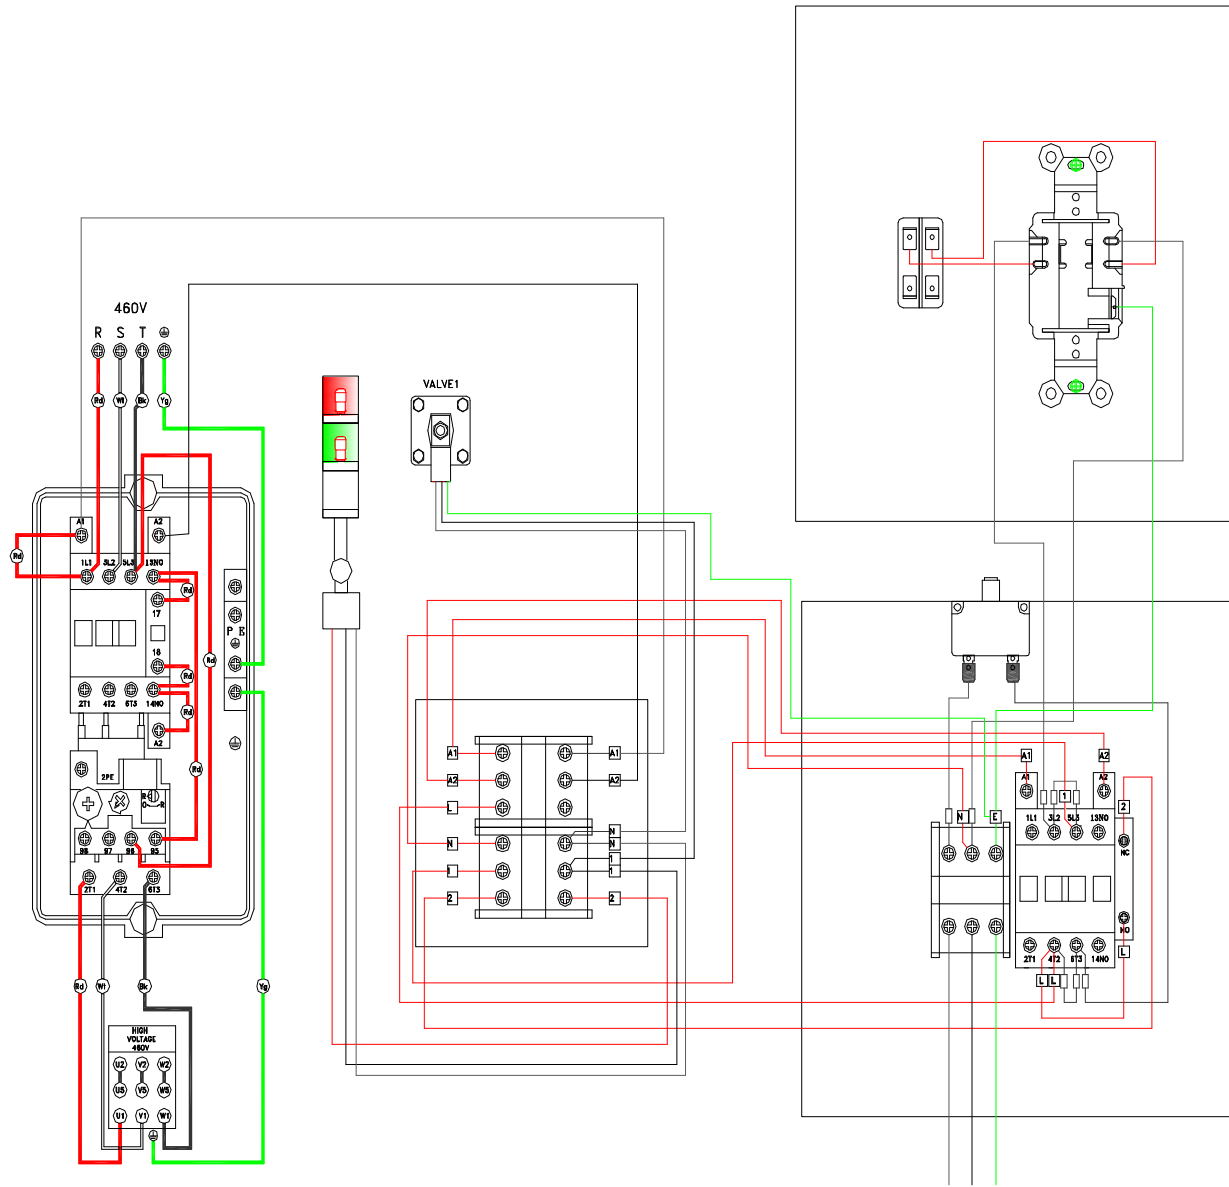 460V
R S T
VALVE1
Rd Wt Bk Yg
A1 A2
Rd
1L1 3L2 5L3 13NO
Rd
17
P E
18
Rd
Rd
2T1 4T2 6T3 14NO
Rd
A2
2PE
Rd
R
O R
98 97 96 95
2T1 4T2 6T3
Rd Wt Bk Yg
HIGH
VOLTAGE
460V
U2 V2 W2
U5 V5 W5
U1 V1 W1
A1 A1
A2 A2
L
N
N N
1
1 1
2 2
A1 A2
A1 A2
N E
1 2
1L1 3L2 5L3 13NO
NC
NO
2T1 4T2 6T3 14NO
L L L